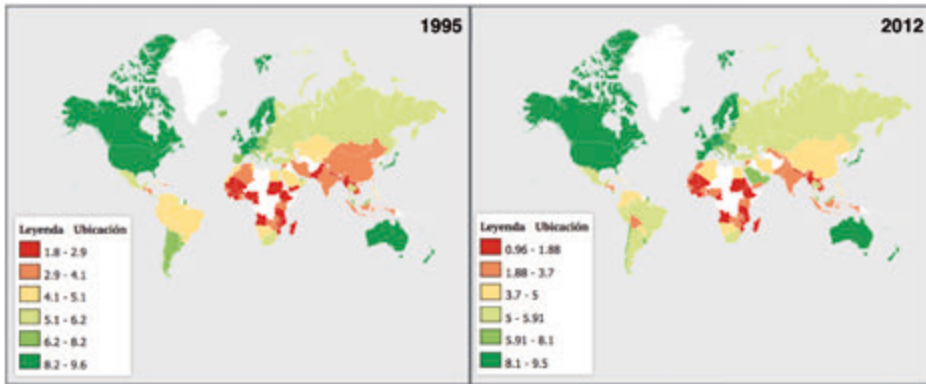 1995
Leyenda Ubicación
1.8 - 2.9
2.9 - 4.1
4.1 - 5.1
5.1 - 6.2
6.2 - 8.2
8.2 - 9.6
2012
Leyenda Ubicación
0.96 - 1.88
1.88 - 3.7
3.7 - 5
5 - 5.91
5.91 - 8.1
8.1 - 9.5